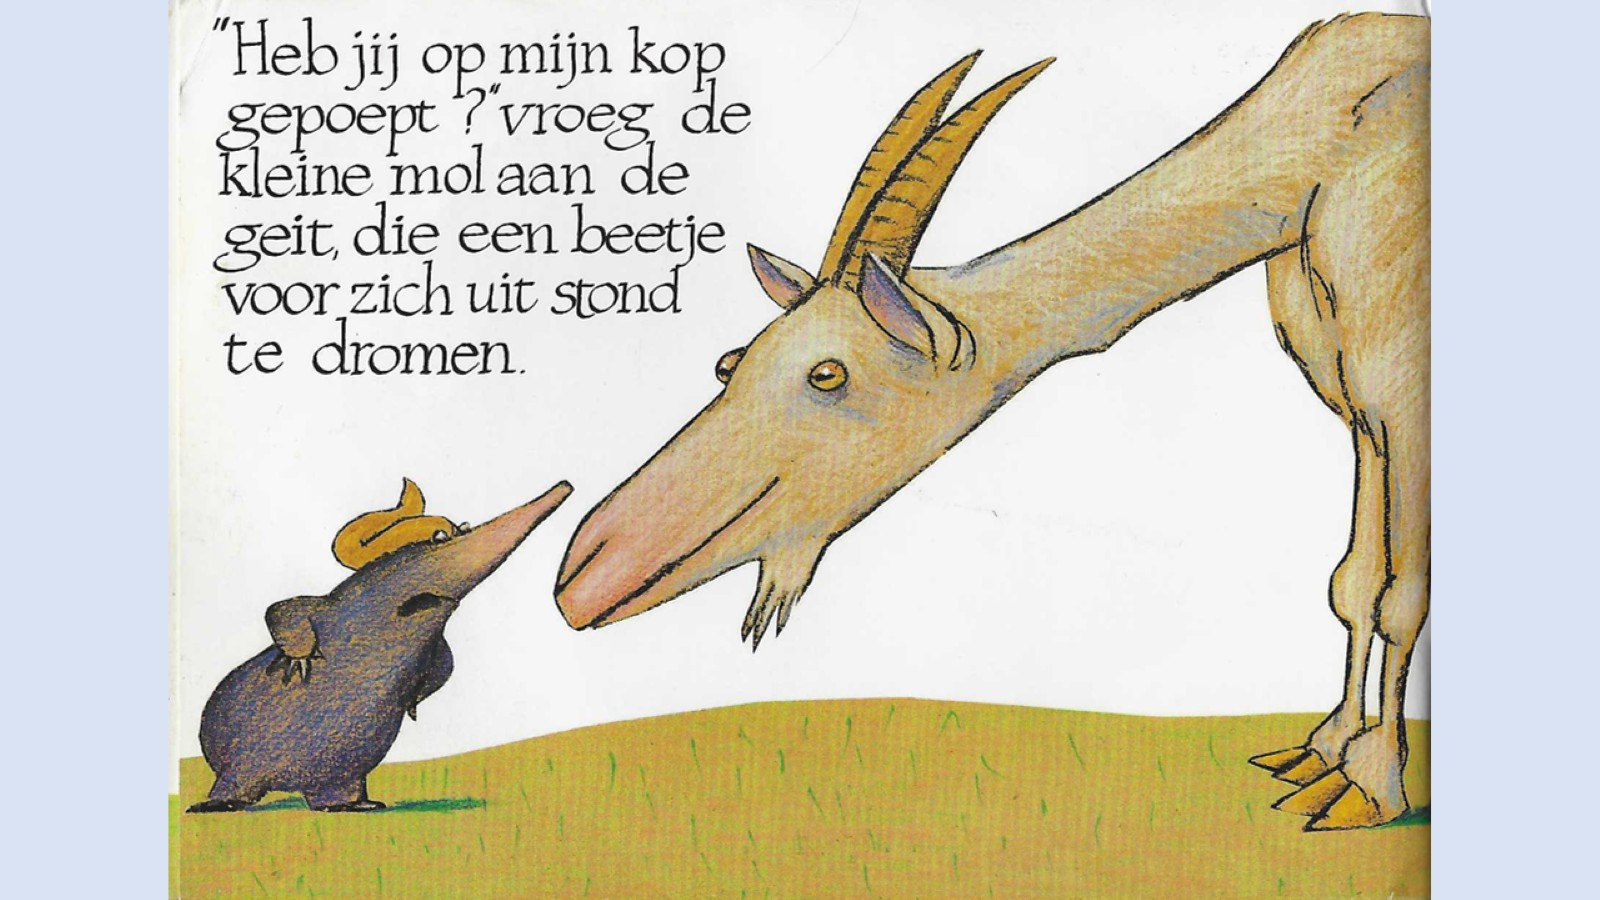 "Heb jij op mijn kop
gepoept ?" vroeg de
kleine mol aan de
geit, die een beetje
voor zich uit stond
te dromen.